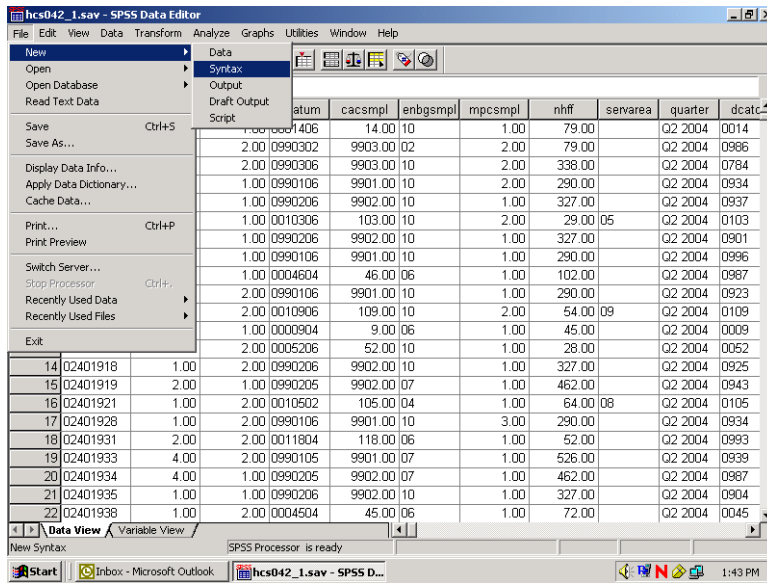 hcs042_1.sav - SPSS Data Editor
File Edit View Data Transform Analyze Graphs Utilities Window Help
New
Open
Open Database
Read Text Data
Save Ctrl+S
Save As...
Display Data Info...
Apply Data Dictionary...
Cache Data...
Print... Ctrl+P
Print Preview
Switch Server...
Stop Processor Ctrl+.
Recently Used Data
Recently Used Files
Exit
Data
Syntax
Output
Draft Output
Script
atum cacsmpl enbgsmpl mpcsmpl nhff servarea quarter dcatc
1406 14.00 10 1.00 79.00 Q2 2004 0014
2.00 0990302 9903.00 02 2.00 79.00 Q2 2004 0986
2.00 0990306 9903.00 10 2.00 338.00 Q2 2004 0784
1.00 0990106 9901.00 10 2.00 290.00 Q2 2004 0934
1.00 0990206 9902.00 10 1.00 327.00 Q2 2004 0937
1.00 0010306 103.00 10 2.00 29.00 05 Q2 2004 0103
1.00 0990206 9902.00 10 1.00 327.00 Q2 2004 0901
1.00 0990106 9901.00 10 1.00 290.00 Q2 2004 0996
1.00 0004604 46.00 06 1.00 102.00 Q2 2004 0987
2.00 0990106 9901.00 10 1.00 290.00 Q2 2004 0923
2.00 0010906 109.00 10 2.00 54.00 09 Q2 2004 0109
1.00 0000904 9.00 06 1.00 45.00 Q2 2004 0009
2.00 0005206 52.00 10 1.00 28.00 Q2 2004 0052
14 02401918 1.00 2.00 0990206 9902.00 10 1.00 327.00 Q2 2004 0925
15 02401919 2.00 1.00 0990205 9902.00 07 1.00 462.00 Q2 2004 0943
16 02401921 1.00 2.00 0010502 105.00 04 1.00 64.00 08 Q2 2004 0105
17 02401928 1.00 2.00 0990106 9901.00 10 3.00 290.00 Q2 2004 0934
18 02401931 2.00 2.00 0011804 118.00 06 1.00 52.00 Q2 2004 0993
19 02401933 4.00 2.00 0990105 9901.00 07 1.00 526.00 Q2 2004 0939
20 02401934 4.00 1.00 0990205 9902.00 07 1.00 462.00 Q2 2004 0987
21 02401935 1.00 1.00 0990206 9902.00 10 1.00 327.00 Q2 2004 0904
22 02401938 1.00 2.00 0004504 45.00 06 1.00 72.00 Q2 2004 0045
Data View Variable View
New Syntax SPSS Processor is ready
Start Inbox - Microsoft Outlook hcs042_1.sav - SPSS D... 1:43 PM